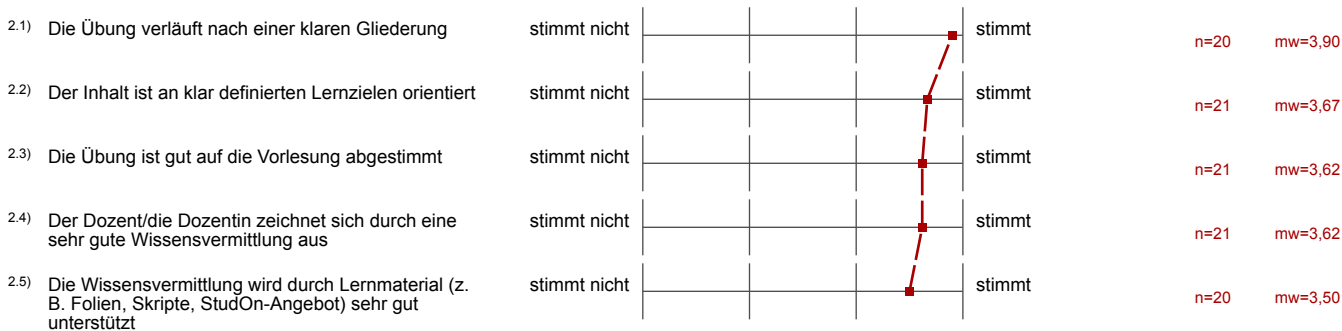 2.1) Die Übung verläuft nach einer klaren Gliederung stimmt nicht stimmt n=20 mw=3,90
2.2) Der Inhalt ist an klar definierten Lernzielen orientiert stimmt nicht stimmt n=21 mw=3,67
2.3) Die Übung ist gut auf die Vorlesung abgestimmt stimmt nicht stimmt n=21 mw=3,62
2.4) Der Dozent/die Dozentin zeichnet sich durch eine stimmt nicht stimmt n=21 mw=3,62
sehr gute Wissensvermittlung aus
2.5) Die Wissensvermittlung wird durch Lernmaterial (z. stimmt nicht stimmt n=20 mw=3,50
B. Folien, Skripte, StudOn-Angebot) sehr gut
unterstützt